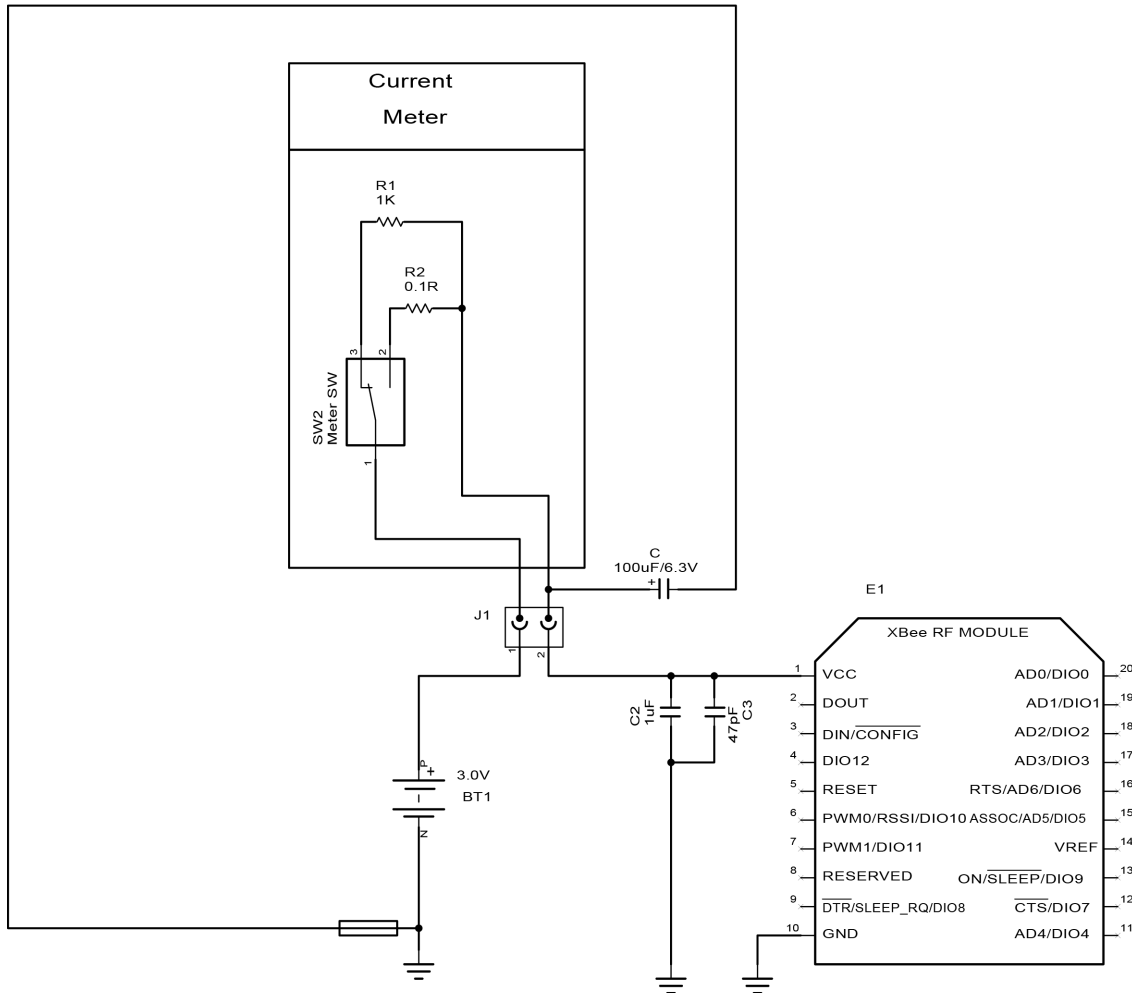 Current
Meter
R1
1K
R2
0.1R
3
2
SW2
Meter SW
1
C
100uF/6.3V
+
J1
1
2
E1
XBee RF MODULE
1 VCC AD0/DIO0 20
2 DOUT AD1/DIO1 19
3 DIN/CONFIG AD2/DIO2 18
4 DIO12 AD3/DIO3 17
5 RESET RTS/AD6/DIO6 16
6 PWM0/RSSI/DIO10 ASSOC/AD5/DIO5 15
7 PWM1/DIO11 VREF 14
8 RESERVED ON/SLEEP/DIO9 13
9 DTR/SLEEP_RQ/DIO8 CTS/DIO7 12
10 GND AD4/DIO4 11
C2
1uF
47pF
C3
P
+
3.0V
BT1
N